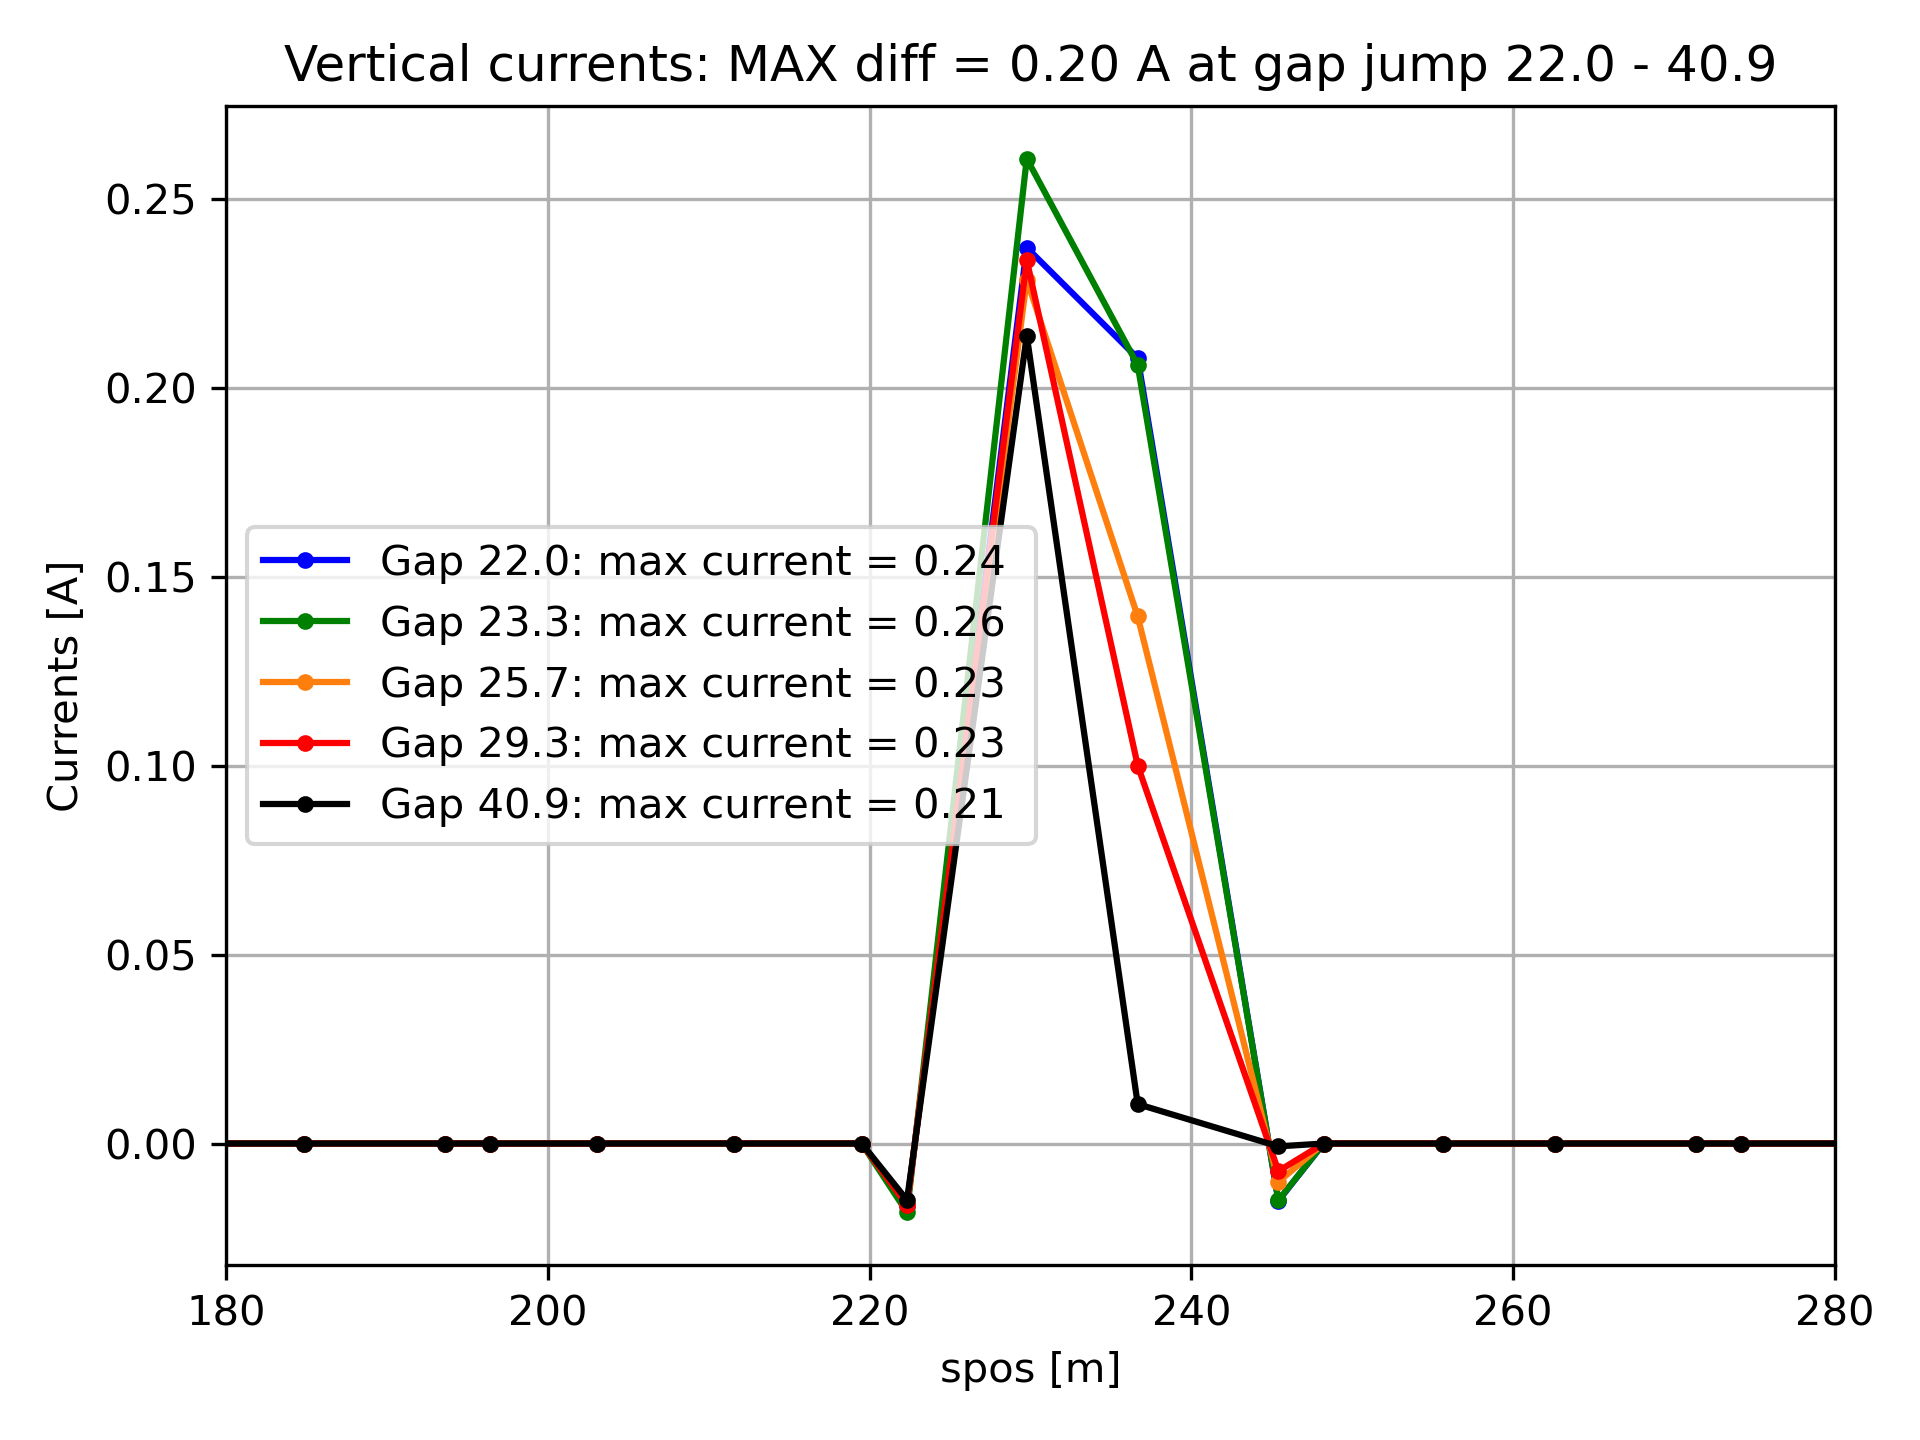 Vertical currents: MAX diff = 0.20 A at gap jump 22.0 - 40.9
0.25
0.20
0.15
0.10
0.05
0.00
Currents [A]
Gap 22.0: max current = 0.24
Gap 23.3: max current = 0.26
Gap 25.7: max current = 0.23
Gap 29.3: max current = 0.23
Gap 40.9: max current = 0.21
180 200 220 240 260 280
spos [m]